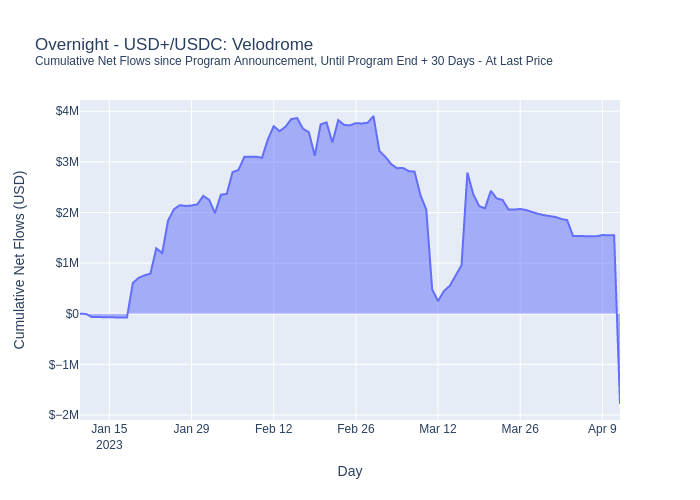 Overnight - USD+/USDC: Velodrome
Cumulative Net Flows since Program Announcement, Until Program End + 30 Days - At Last Price
Cumulative Net Flows (USD)
$4M
$3M
$2M
$1M
$0
$−1M
$−2M
Jan 15 Jan 29 Feb 12 Feb 26 Mar 12 Mar 26 Apr 9
2023
Day